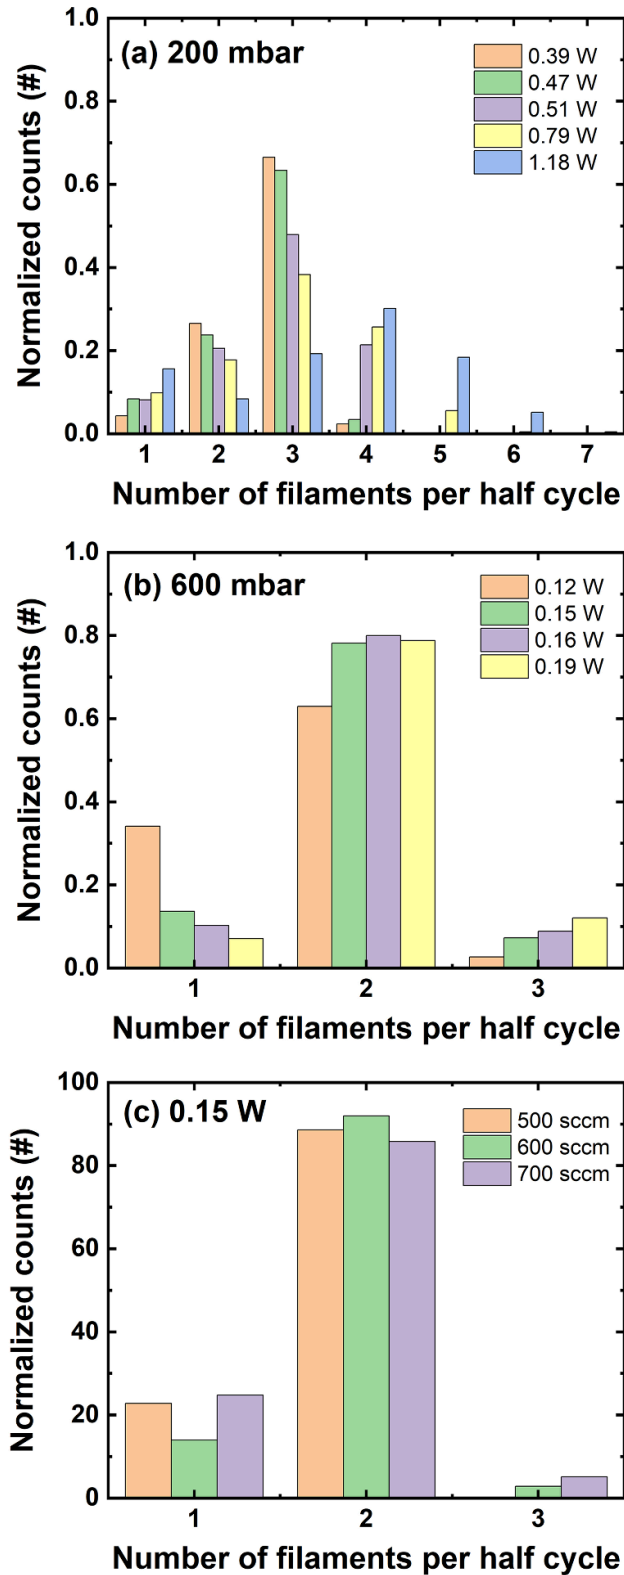 (a) 200 mbar
0.39 W
0.47 W
0.51 W
0.79 W
1.18 W
Normalized counts (#)
1.0
0.8
0.6
0.4
0.2
0.0
1 2 3 4 5 6 7
Number of filaments per half cycle
(b) 600 mbar
0.12 W
0.15 W
0.16 W
0.19 W
Normalized counts (#)
1.0
0.8
0.6
0.4
0.2
0.0
1 2 3
Number of filaments per half cycle
(c) 0.15 W
500 sccm
600 sccm
700 sccm
Normalized counts (#)
100
80
60
40
20
0
1 2 3
Number of filaments per half cycle